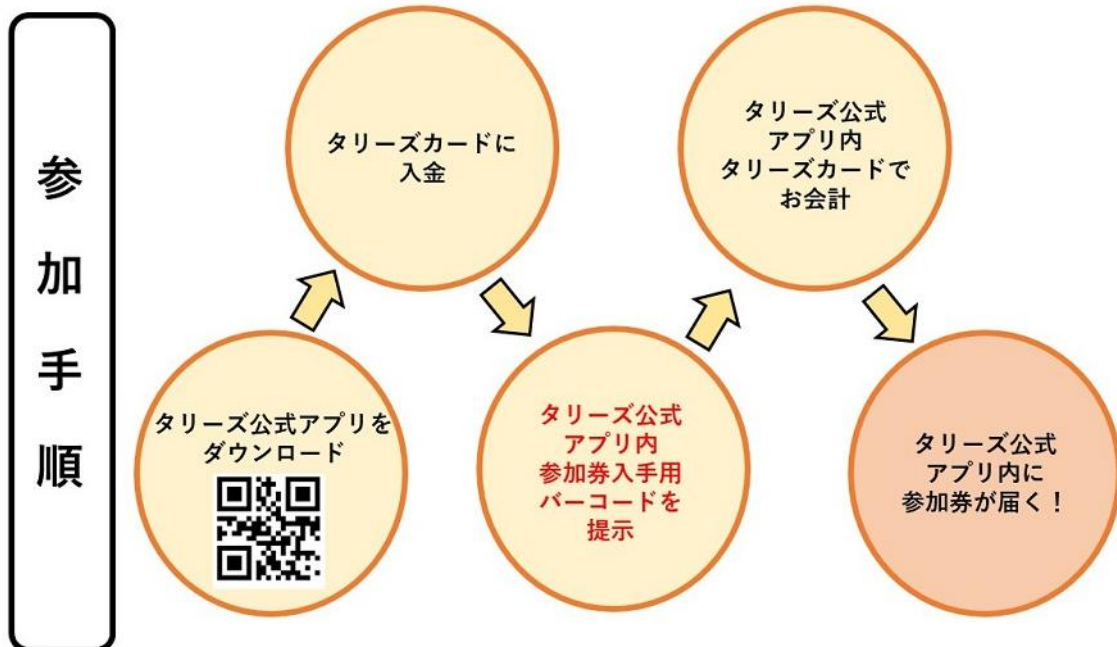 参加手順
タリーズ公式アプリを
ダウンロード
タリーズカードに
入金
タリーズ公式
アプリ内
参加券入手用
バーコードを
提示
タリーズ公式
アプリ内
タリーズカードで
お会計
タリーズ公式
アプリ内に
参加券が届く！